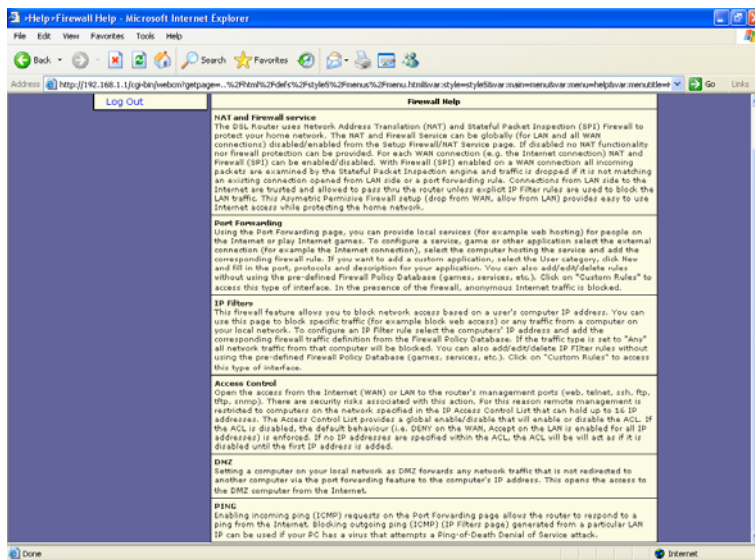 >Help>Firewall Help - Microsoft Internet Explorer
File Edit View Favorites Tools Help
Back Search Favorites
Address http://192.168.1.1/cgi-bin/webcm?getpage=..%2Fhtml%2Fdefs%2Fstyle5%2Fmenus%2Fmenu.html&var:style=style5&var:main=menu&var:menu=help&var:menutitle=H Go Links
Log Out
Firewall Help
NAT and Firewall service
The DSL Router uses Network Address Translation (NAT) and Stateful Packet Inspection (SPI) Firewall to
protect your home network. The NAT and Firewall Service can be globally (for LAN and all WAN
connections) disabled/enabled from the Setup Firewall/NAT Service page. If disabled no NAT functionality
nor firewall protection can be provided. For each WAN connection (e.g. the Internet connection) NAT and
Firewall (SPI) can be enabled/disabled. With Firewall (SPI) enabled on a WAN connection all incoming
packets are examined by the Stateful Packet Inspection engine and traffic is dropped if it is not matching
an existing connection opened from LAN side or a port forwarding rule. Connections from LAN side to the
Internet are trusted and allowed to pass thru the router unless explicit IP Filter rules are used to block the
LAN traffic. This Asymetric Permisive Firewall setup (drop from WAN, allow from LAN) provides easy to use
Internet access while protecting the home network.
Port Forwarding
Using the Port Forwarding page, you can provide local services (for example web hosting) for people on
the Internet or play Internet games. To configure a service, game or other application select the external
connection (for example the Internet connection), select the computer hosting the service and add the
corresponding firewall rule. If you want to add a custom application, select the User category, click New
and fill in the port, protocols and description for your application. You can also add/edit/delete rules
without using the pre-defined Firewall Policy Database (games, services, etc.). Click on "Custom Rules" to
access this type of interface. In the presence of the firewall, anonymous Internet traffic is blocked.
IP Filters
This firewall feature allows you to block network access based on a user's computer IP address. You can
use this page to block specific traffic (for example block web access) or any traffic from a computer on
your local network. To configure an IP Filter rule select the computers' IP address and add the
corresponding firewall traffic definition from the Firewall Policy Database. If the traffic type is set to "Any"
all network traffic from that computer will be blocked. You can also add/edit/delete IP FIlter rules without
using the pre-defined Firewall Policy Database (games, services, etc.). Click on "Custom Rules" to access
this type of interface.
Access Control
Open the access from the Internet (WAN) or LAN to the router's management ports (web, telnet, ssh, ftp,
tftp, snmp). There are security risks associated with this action. For this reason remote management is
restricted to computers on the network specified in the IP Access Control List that can hold up to 16 IP
addresses. The Access Control List provides a global enable/disable that will enable or disable the ACL. If
the ACL is disabled, the default behaviour (i.e. DENY on the WAN, Accept on the LAN is enabled for all IP
addresses) is enforced. If no IP addresses are specified within the ACL, the ACL will be will act as if it is
disabled until the first IP address is added.
DMZ
Setting a computer on your local network as DMZ forwards any network traffic that is not redirected to
another computer via the port forwarding feature to the computer's IP address. This opens the access to
the DMZ computer from the Internet.
PING
Enabling incoming ping (ICMP) requests on the Port Forwarding page allows the router to respond to a
ping from the Internet. Blocking outgoing ping (ICMP) (IP Filters page) generated from a particular LAN
IP can be used if your PC has a virus that attempts a Ping-of-Death Denial of Service attack.
Done Internet